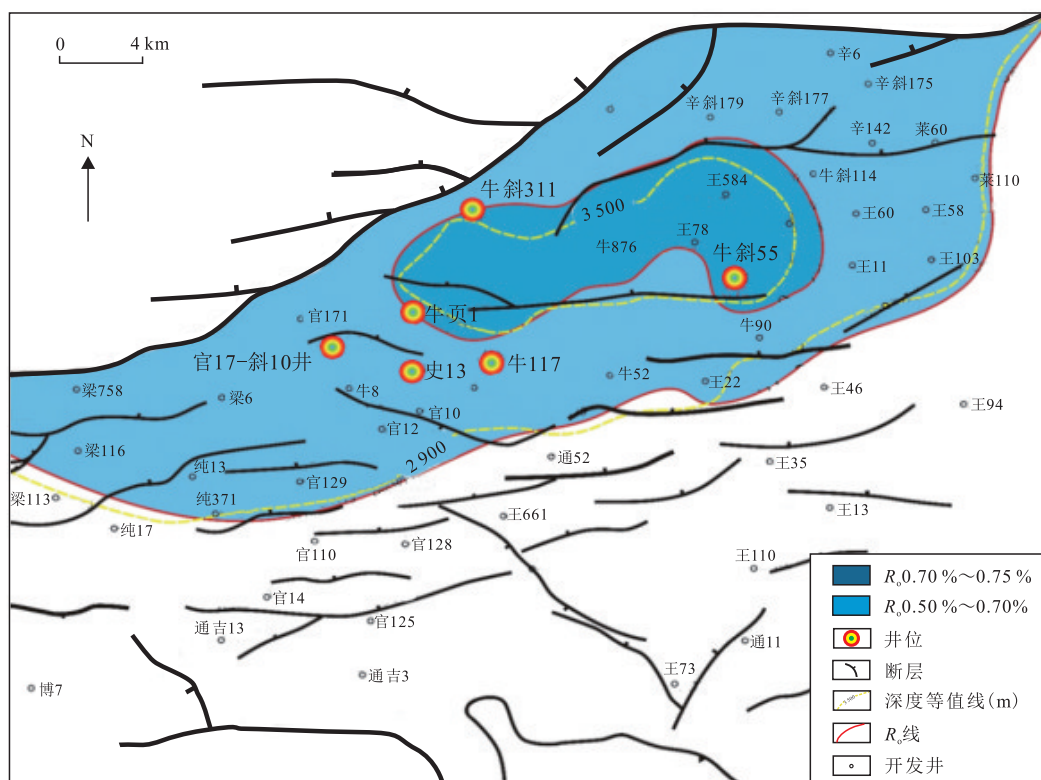 0 4 km
N
辛6
辛斜175
辛斜179
辛斜177
辛142
莱60
牛斜311
王584
牛斜114
莱110
3 500
王60
王58
王78
牛876
牛斜55
王11
王103
官171
牛页1
牛90
官17-斜10井
史13
牛117
梁758
梁6
牛8
牛52
王22
王46
官10
王94
官12
梁116
2 900
通52
王35
纯13
官129
梁113
纯371
王661
王13
纯17
官110
官128
王110
官14
通吉13
官125
通11
博7
通吉3
王73
Ro0.70%~0.75%
Ro0.50%~0.70%
井位
断层
3 500
深度等值线(m)
Ro线
开发井